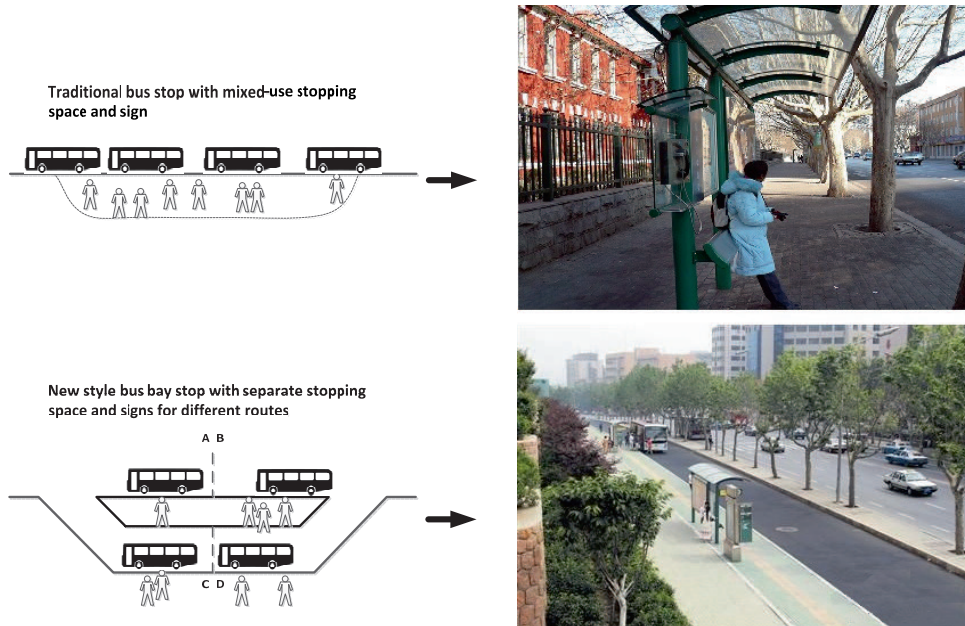 Traditional bus stop with mixed-use stopping
space and sign
New style bus bay stop with separate stopping
space and signs for different routes
A B
C D